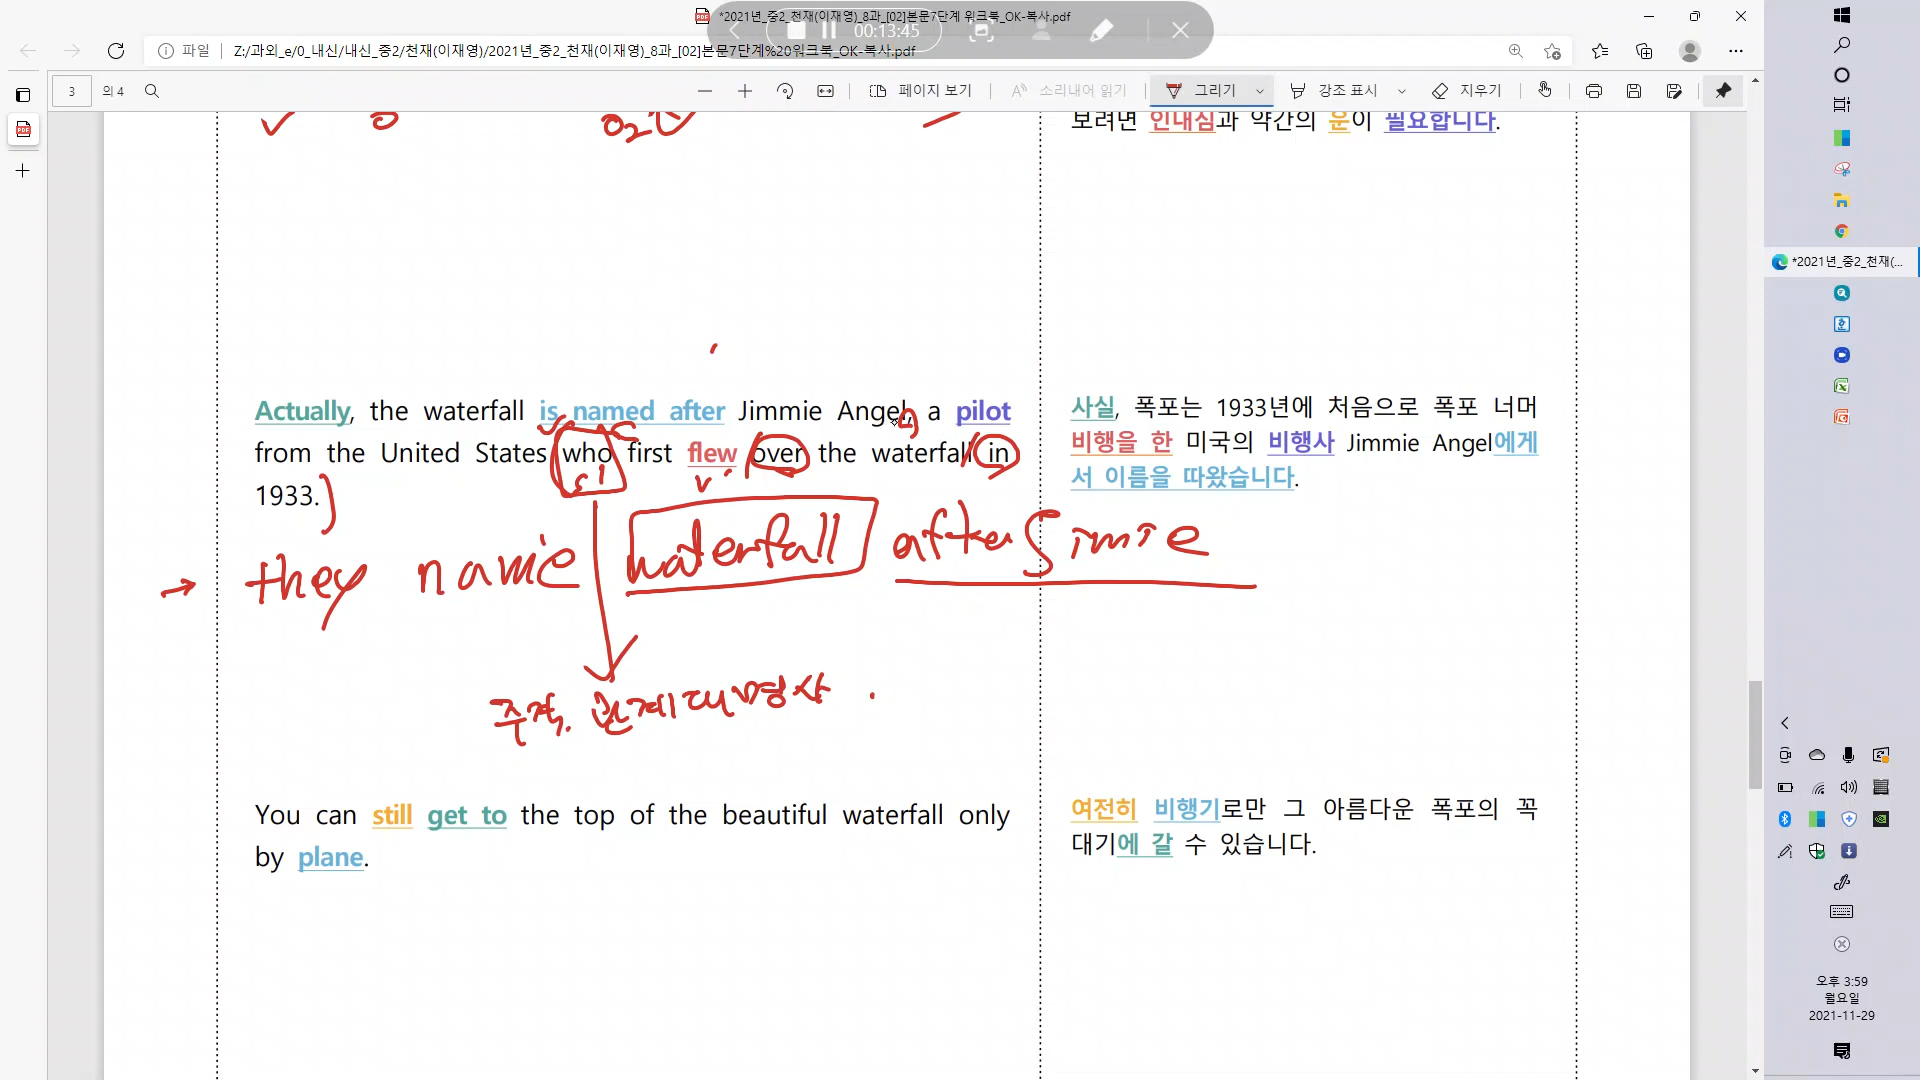 *2021년_중2_천재(이재영)_8과_[02]본문7단계 워크북_OK-복사.pdf
00:13:45
파일
Z:/과외_e/0_내신/내신_중2/천재(이재영)/2021년_중2_천재(이재영)_8과_[02]본문7단계%20워크북_OK-복사.pdf
3 의 4
페이지 보기
소리내어 읽기
그리기
강조 표시
지우기
보려면 인내심과 약간의 운이 필요합니다.
*2021년_중2_천재(...
Actually, the waterfall is named after Jimmie Angel, a pilot
from the United States who first flew over the waterfall in
1933.
사실, 폭포는 1933년에 처음으로 폭포 너머
비행을 한 미국의 비행사 Jimmie Angel에게
서 이름을 따왔습니다.
→ they name waterfall after Jimie
주격. 관계대명사.
You can still get to the top of the beautiful waterfall only
by plane.
여전히 비행기로만 그 아름다운 폭포의 꼭
대기에 갈 수 있습니다.
오후 3:59
월요일
2021-11-29